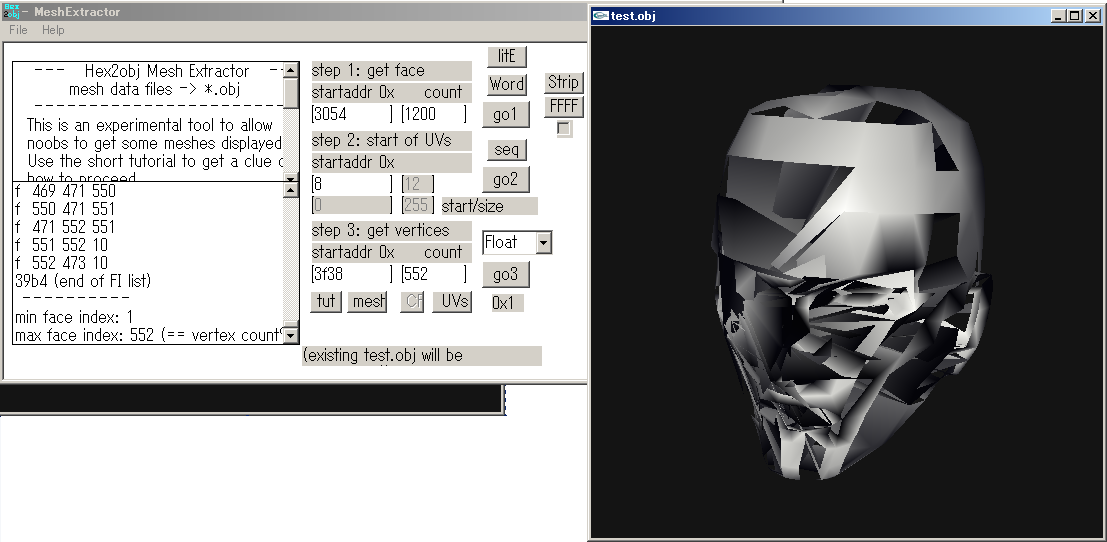 Hex
2obj
MeshExtractor
File Help
--- Hex2obj Mesh Extractor --
mesh data files -> *.obj
This is an experimental tool to allow
noobs to get some meshes displayed
Use the short tutorial to get a clue
how to proceed
f 469 471 550
f 550 471 551
f 471 552 551
f 551 552 10
f 552 473 10
39b4 (end of FI list)
min face index: 1
max face index: 552 (== vertex count
step 1: get face
startaddr 0x count
[3054 ] [1200 ]
step 2: start of UVs
startaddr 0x
[8 ] [12 ]
[0 ] [255 ] start/size
step 3: get vertices
startaddr 0x count
[3f38 ] [552 ]
tut mesh UVs
(existing test.obj will be
litE
Word
go1
Strip
FFFF
seq
go2
Float
go3
0x1
test.obj